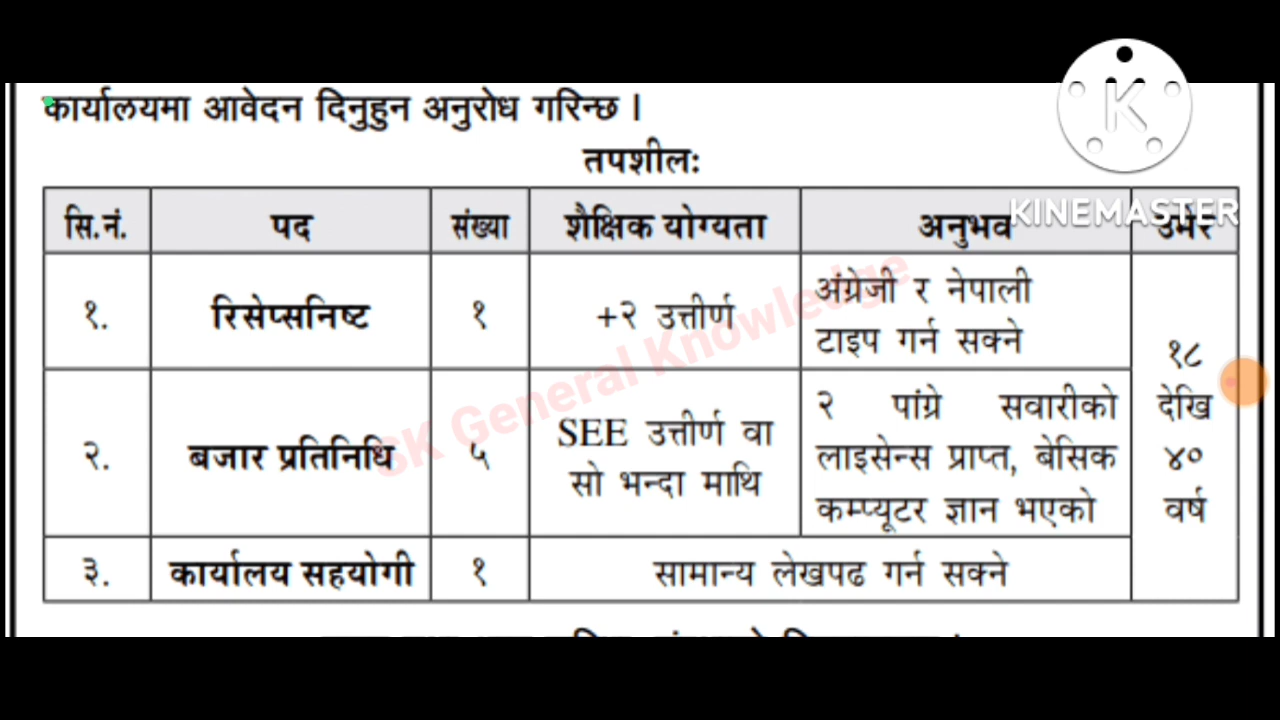 कार्यालयमा आवेदन दिनुहुन अनुरोध गरिन्छ ।
तपशीलः
सि.नं. पद संख्या शैक्षिक योग्यता अनुभव उमेर
१. रिसेप्सनिष्ट १ +२ उत्तीर्ण अंग्रेजी र नेपाली
टाइप गर्न सक्ने
२. बजार प्रतिनिधि ५ SEE उत्तीर्ण वा
सो भन्दा माथि
२ पांग्रे सवारीको
लाइसेन्स प्राप्त, बेसिक
कम्प्यूटर ज्ञान भएको
३. कार्यालय सहयोगी १ सामान्य लेखपढ गर्न सक्ने
१८
देखि
४०
वर्ष
SK General Knowledge
KINEMASTER